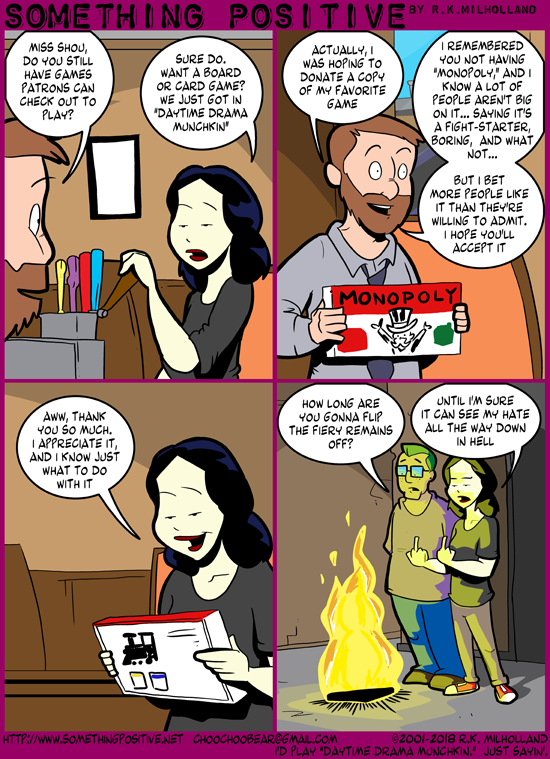 SOMETHING POSITIVE BY R.K.MILHOLLAND
MISS SHOU,
DO YOU STILL
HAVE GAMES
PATRONS CAN
CHECK OUT TO
PLAY?
SURE DO.
WANT A BOARD
OR CARD GAME?
WE JUST GOT IN
"DAYTIME DRAMA
MUNCHKIN"
ACTUALLY, I
WAS HOPING TO
DONATE A COPY
OF MY FAVORITE
GAME
I REMEMBERED
YOU NOT HAVING
"MONOPOLY," AND I
KNOW A LOT OF
PEOPLE AREN'T BIG
ON IT... SAYING IT'S
A FIGHT-STARTER,
BORING, AND WHAT
NOT...
BUT I BET
MORE PEOPLE LIKE
IT THAN THEY'RE
WILLING TO ADMIT.
I HOPE YOU'LL
ACCEPT IT
MONOPOLY
AWW, THANK
YOU SO MUCH.
I APPRECIATE IT,
AND I KNOW JUST
WHAT TO DO
WITH IT
HOW LONG ARE
YOU GONNA FLIP
THE FIERY REMAINS
OFF?
UNTIL I'M SURE
IT CAN SEE MY HATE
ALL THE WAY DOWN
IN HELL
HTTP://WWW.SOMETHINGPOSITIVE.NET CHOOCHOOBEAR@GMAIL.COM ©2001-2018 R.K. MILHOLLAND
I'D PLAY "DAYTIME DRAMA MUNCHKIN." JUST SAYIN'.